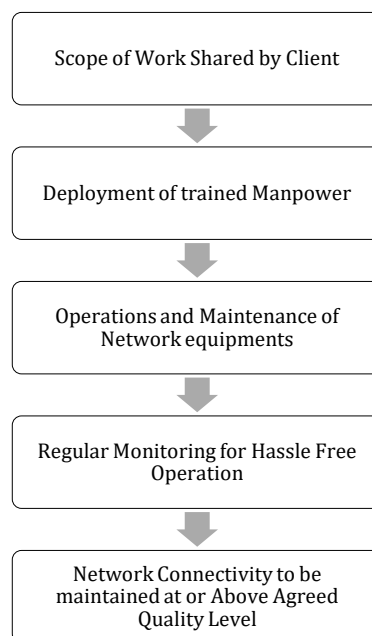 Scope of Work Shared by Client
Deployment of trained Manpower
Operations and Maintenance of
Network equipments
Regular Monitoring for Hassle Free
Operation
Network Connectivity to be
maintained at or Above Agreed
Quality Level